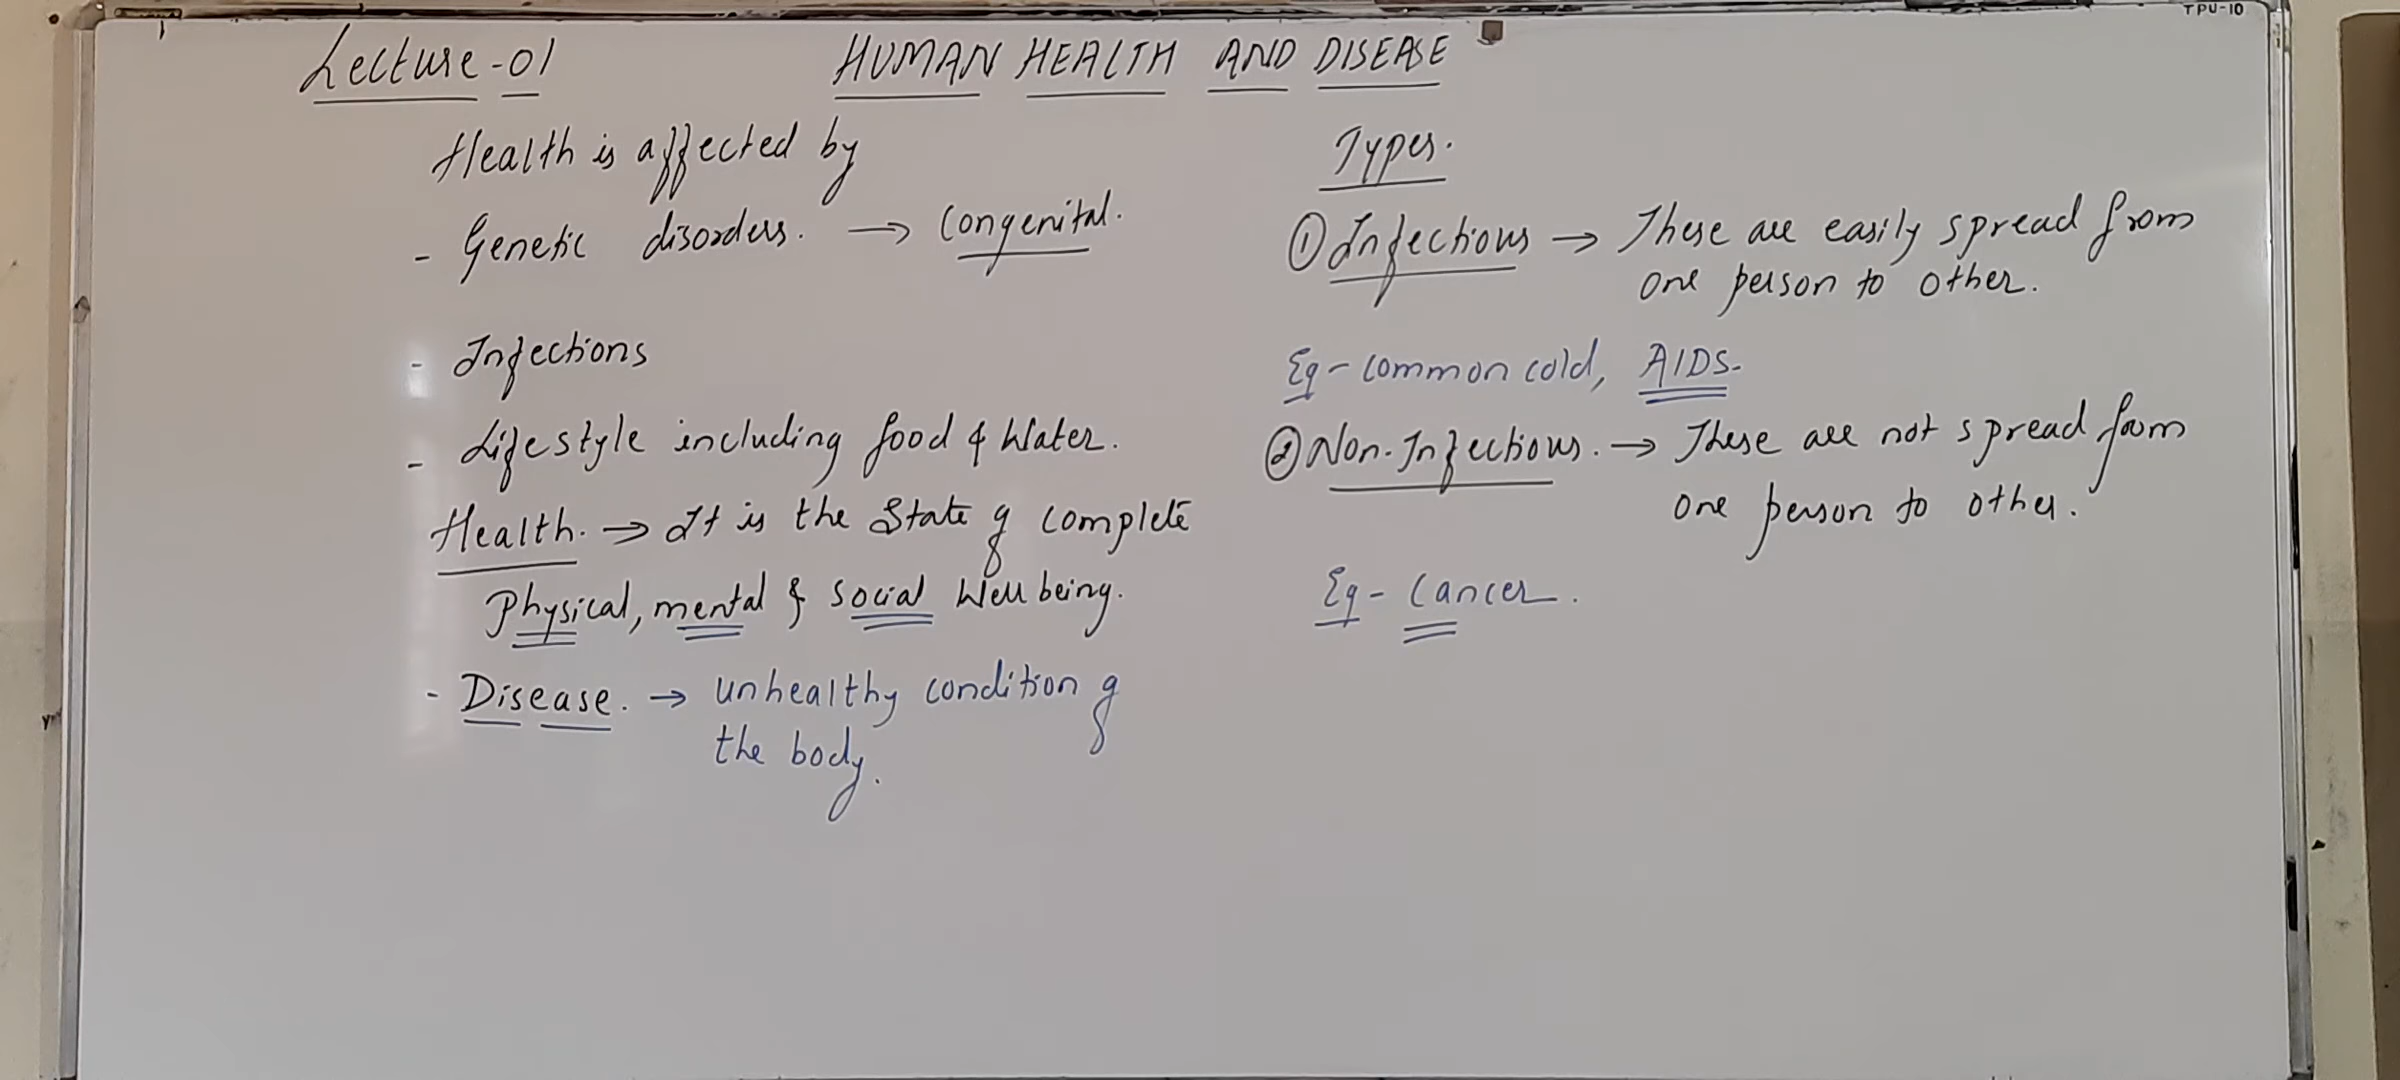 TPU-10
Lecture-01
HUMAN HEALTH AND DISEASE
Health is affected by
- Genetic disorders. → Congenital.
- Infections
- Lifestyle including food & Water.
Health. → It is the State of complete
Physical, mental & social Well being.
- Disease. → unhealthy condition of
the body.
Types.
① Infectious → These are easily spread from
one person to other.
Eg - common cold, AIDS.
② Non-Infectious. → These are not spread from
one person to other.
Eg - Cancer.